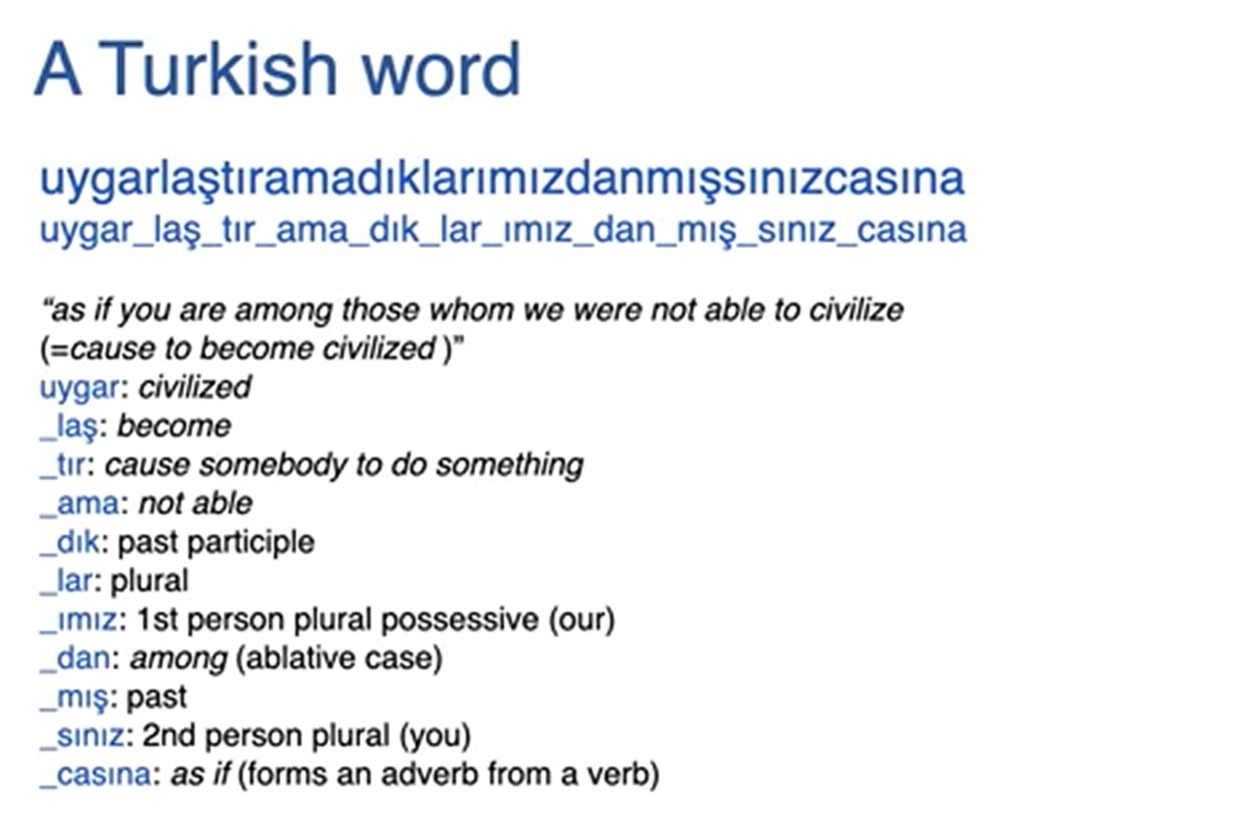 A Turkish word
uygarlaştıramadıklarımızdanmışsınızcasına
uygar_laş_tır_ama_dık_lar_ımız_dan_mış_sınız_casına
“as if you are among those whom we were not able to civilize
(=cause to become civilized )”
uygar: civilized
_laş: become
_tır: cause somebody to do something
_ama: not able
_dık: past participle
_lar: plural
_ımız: 1st person plural possessive (our)
_dan: among (ablative case)
_mış: past
_sınız: 2nd person plural (you)
_casına: as if (forms an adverb from a verb)